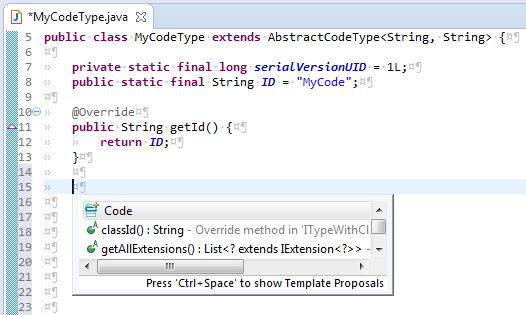 *MyCodeType.java
5 public class MyCodeType extends AbstractCodeType<String, String> {¤¶
6 ¤¶
7 » private static final long serialVersionUID = 1L;¤¶
8 » public static final String ID = "MyCode";¤¶
9 ¤¶
10 » @Override¤¶
11 » public String getId() {¤¶
12 » » return ID;¤¶
13 » }¤¶
14 » ¤¶
15 » ¤¶
16 ¤¶
17 ¤¶
18 ¤¶
19 ¤¶
20 ¤¶
21 ¤¶
22 ¤¶
23 ¤¶
Code
classId() : String - Override method in 'ITypeWithCl
getAllExtensions() : List<? extends IExtension<?>> -
Press 'Ctrl+Space' to show Template Proposals